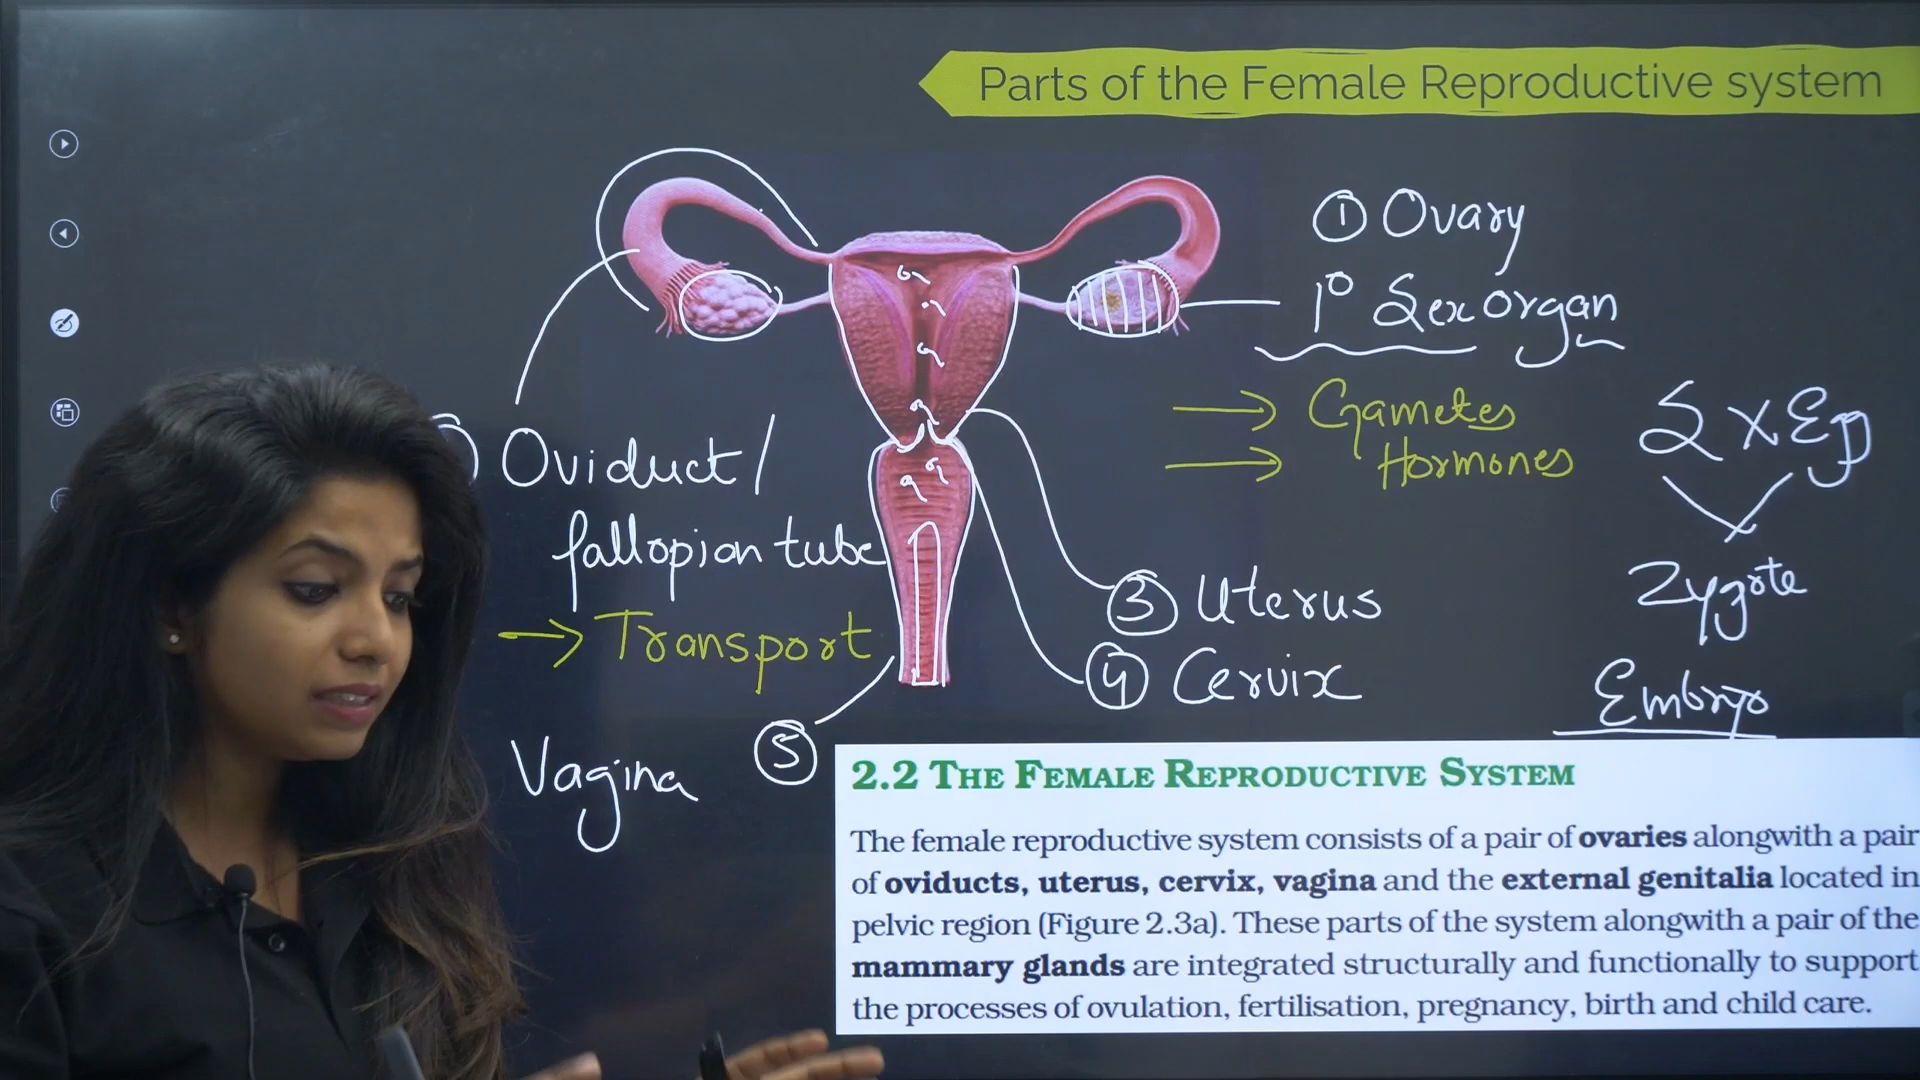 Parts of the Female Reproductive system
① Ovary
1° Sex Organ
→ Gametes
→ Hormones
Oviduct/
fallopian tube
→ Transport
Zygote
③ Uterus
④ Cervix
Embryo
⑤
Vagina
2.2 THE FEMALE REPRODUCTIVE SYSTEM
The female reproductive system consists of a pair of ovaries alongwith a pair
of oviducts, uterus, cervix, vagina and the external genitalia located in
pelvic region (Figure 2.3a). These parts of the system alongwith a pair of the
mammary glands are integrated structurally and functionally to support
the processes of ovulation, fertilisation, pregnancy, birth and child care.